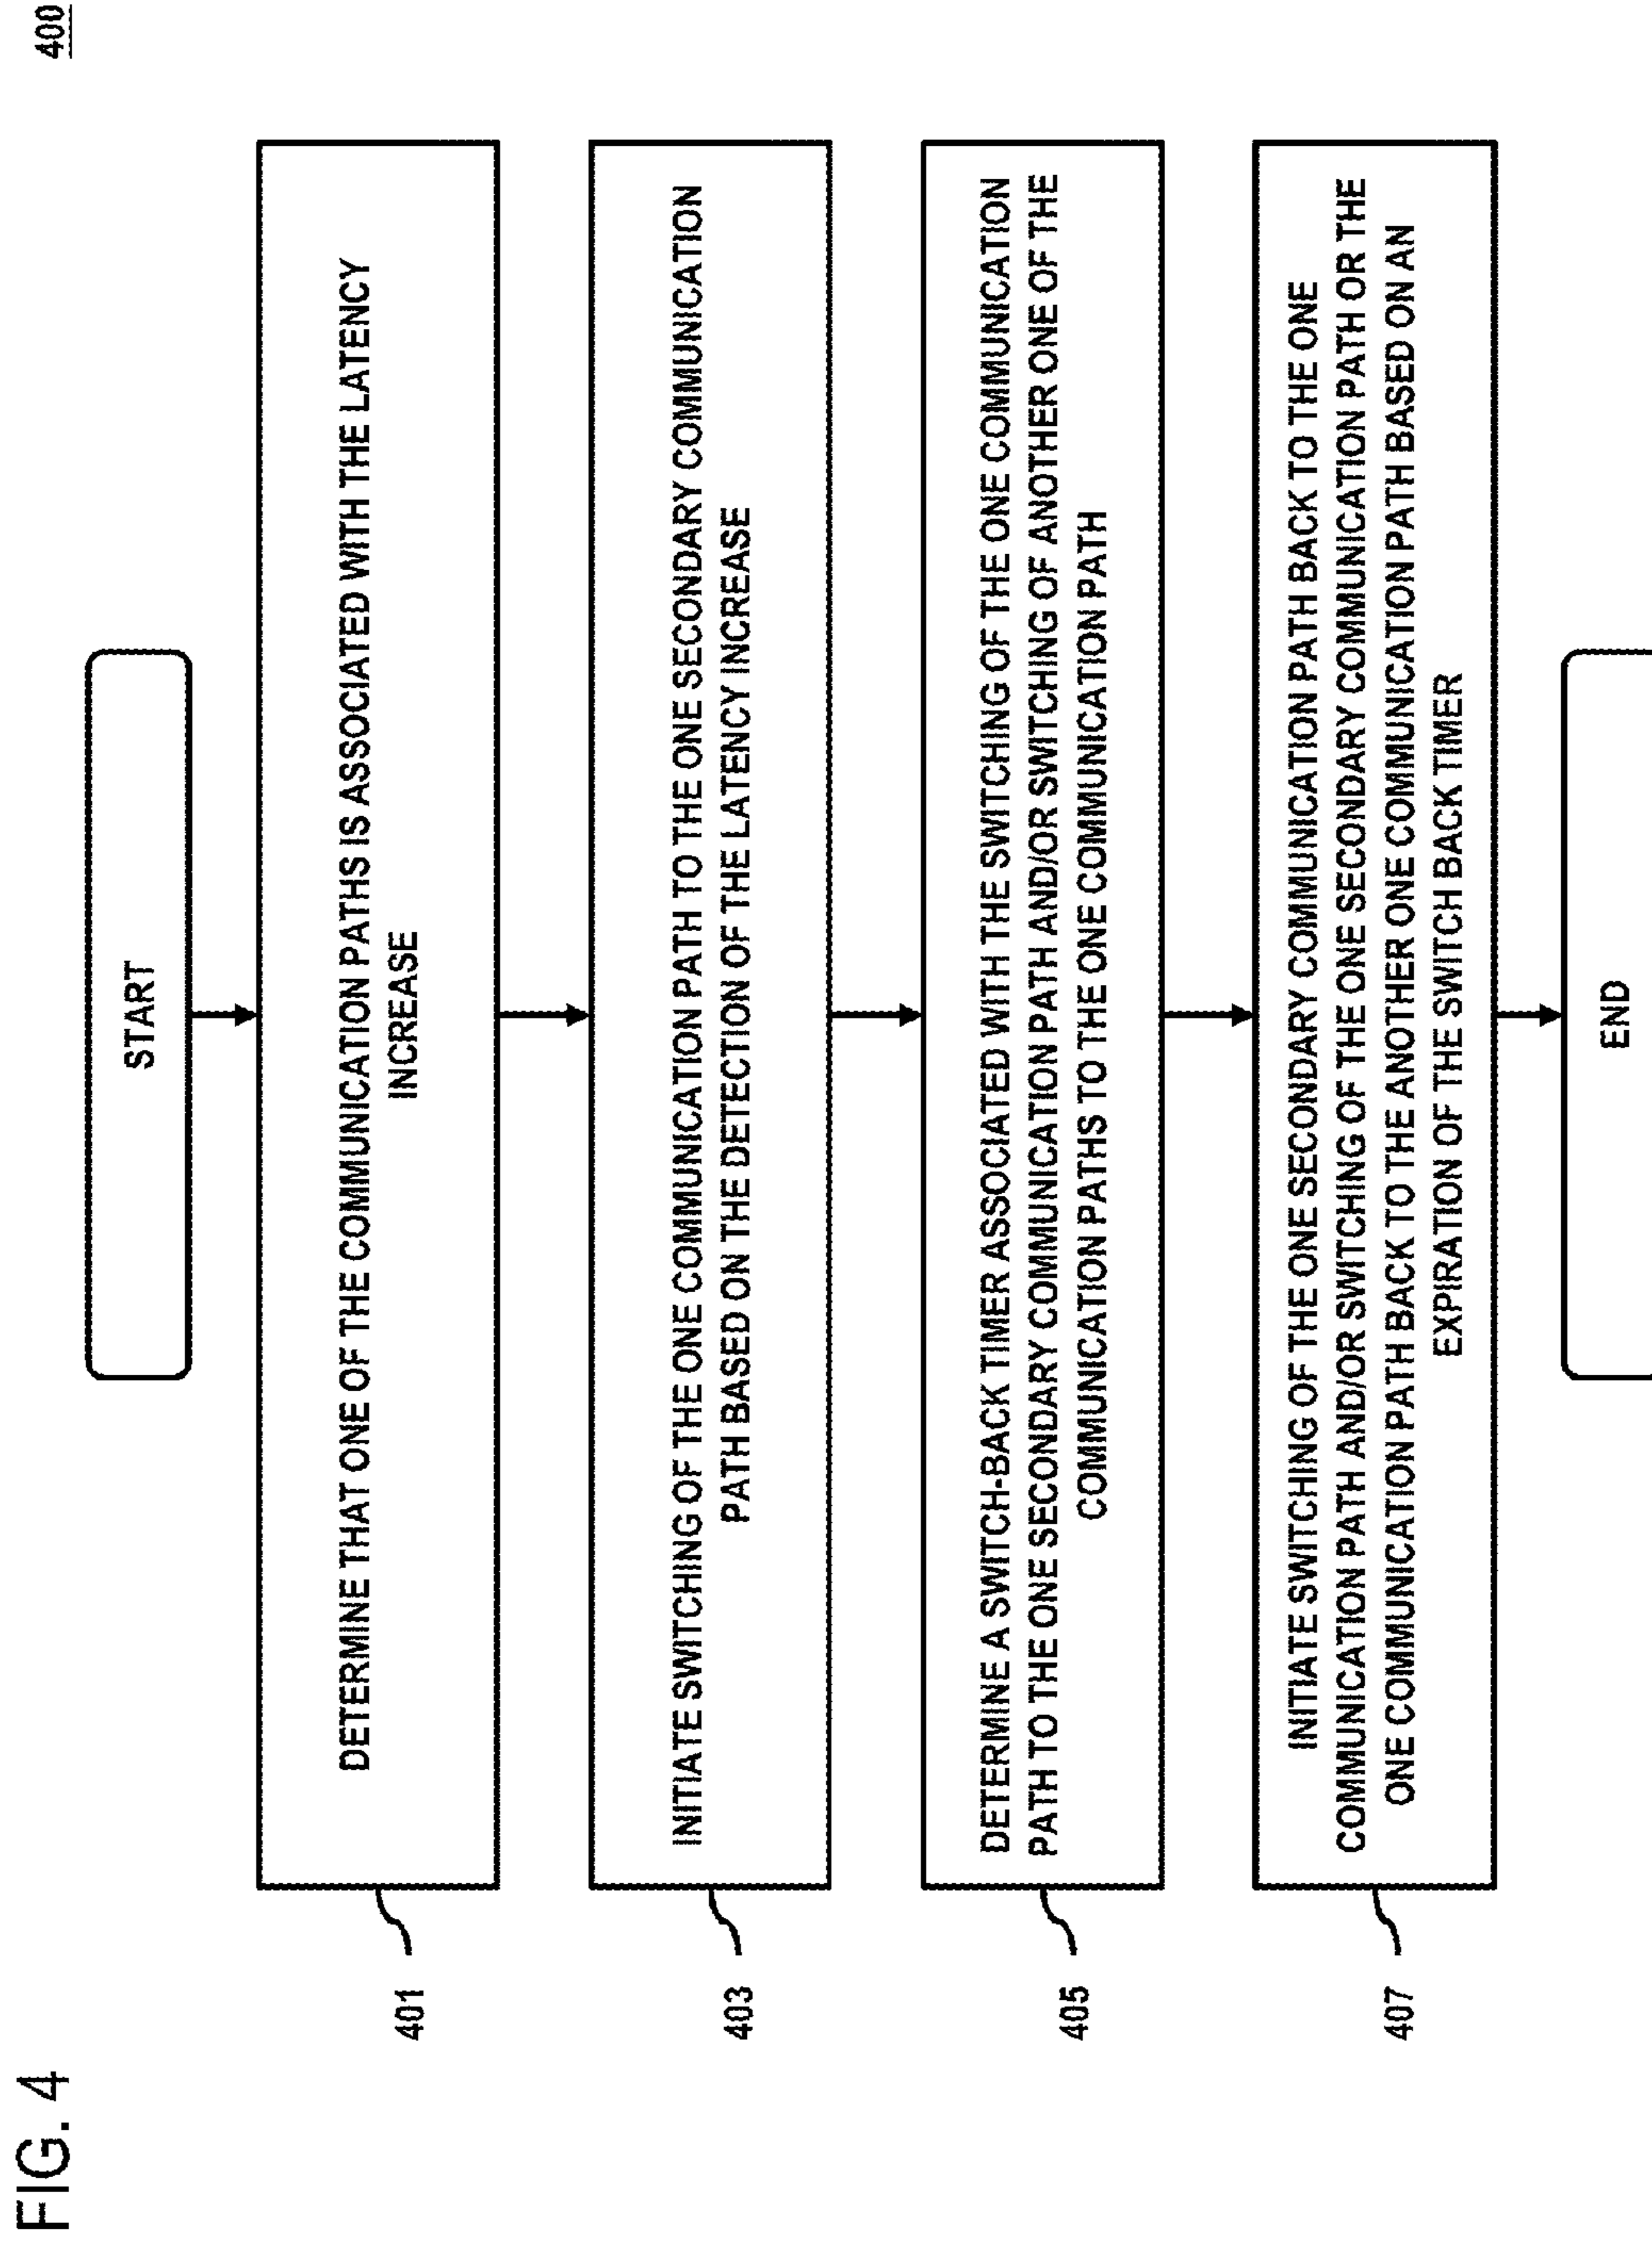 FIG. 4
400
START
401
DETERMINE THAT ONE OF THE COMMUNICATION PATHS IS ASSOCIATED WITH THE LATENCY
INCREASE
403
INITIATE SWITCHING OF THE ONE COMMUNICATION PATH TO THE ONE SECONDARY COMMUNICATION
PATH BASED ON THE DETECTION OF THE LATENCY INCREASE
405
DETERMINE A SWITCH-BACK TIMER ASSOCIATED WITH THE SWITCHING OF THE ONE COMMUNICATION
PATH TO THE ONE SECONDARY COMMUNICATION PATH AND/OR SWITCHING OF ANOTHER ONE OF THE
COMMUNICATION PATHS TO THE ONE COMMUNICATION PATH
407
INITIATE SWITCHING OF THE ONE SECONDARY COMMUNICATION PATH BACK TO THE ONE
COMMUNICATION PATH AND/OR SWITCHING OF THE ONE SECONDARY COMMUNICATION PATH OR THE
ONE COMMUNICATION PATH BACK TO THE ANOTHER ONE COMMUNICATION PATH BASED ON AN
EXPIRATION OF THE SWITCH BACK TIMER
END